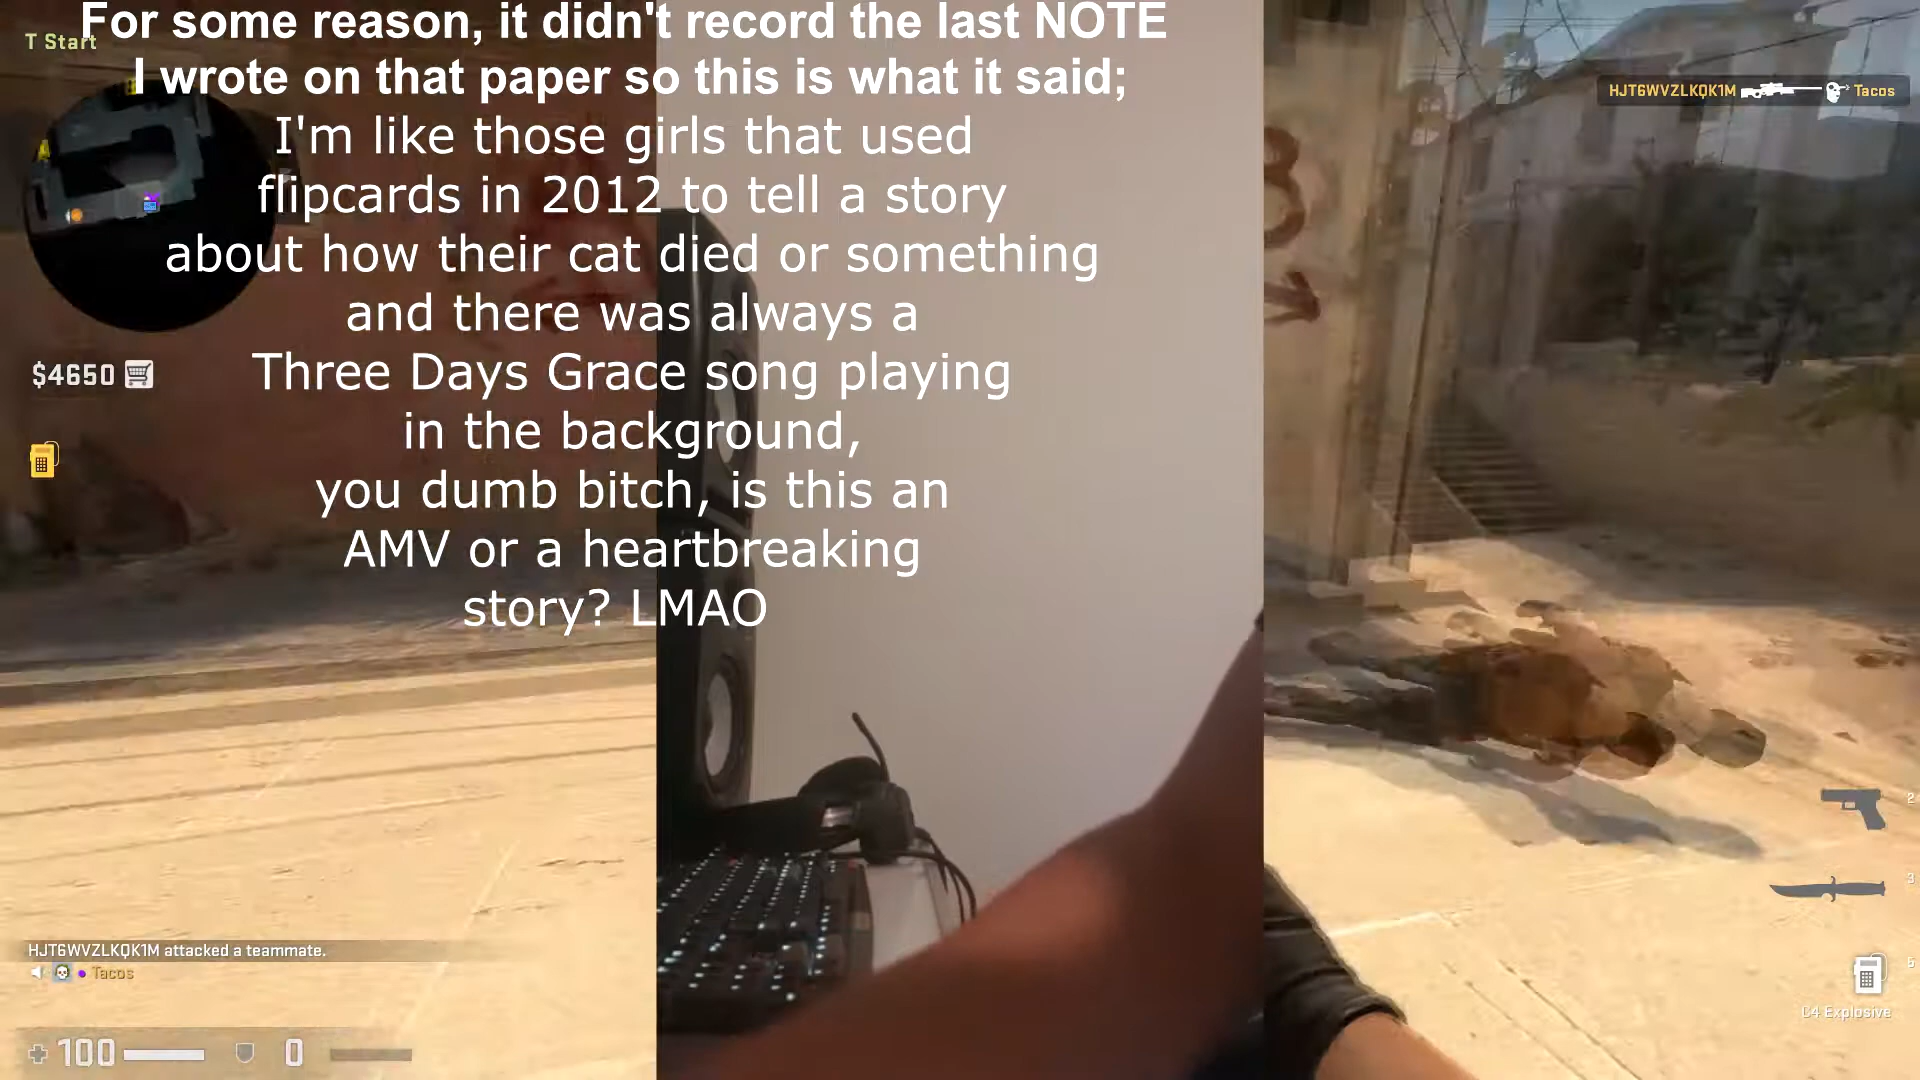 For some reason, it didn't record the last NOTE
I wrote on that paper so this is what it said;
I'm like those girls that used
flipcards in 2012 to tell a story
about how their cat died or something
and there was always a
Three Days Grace song playing
in the background,
you dumb bitch, is this an
AMV or a heartbreaking
story? LMAO
T Start
HJT6WVZLKQK1M Tacos
$4650
2
3
5
C4 Explosive
HJT6WVZLKQK1M attacked a teammate.
Tacos
100 0